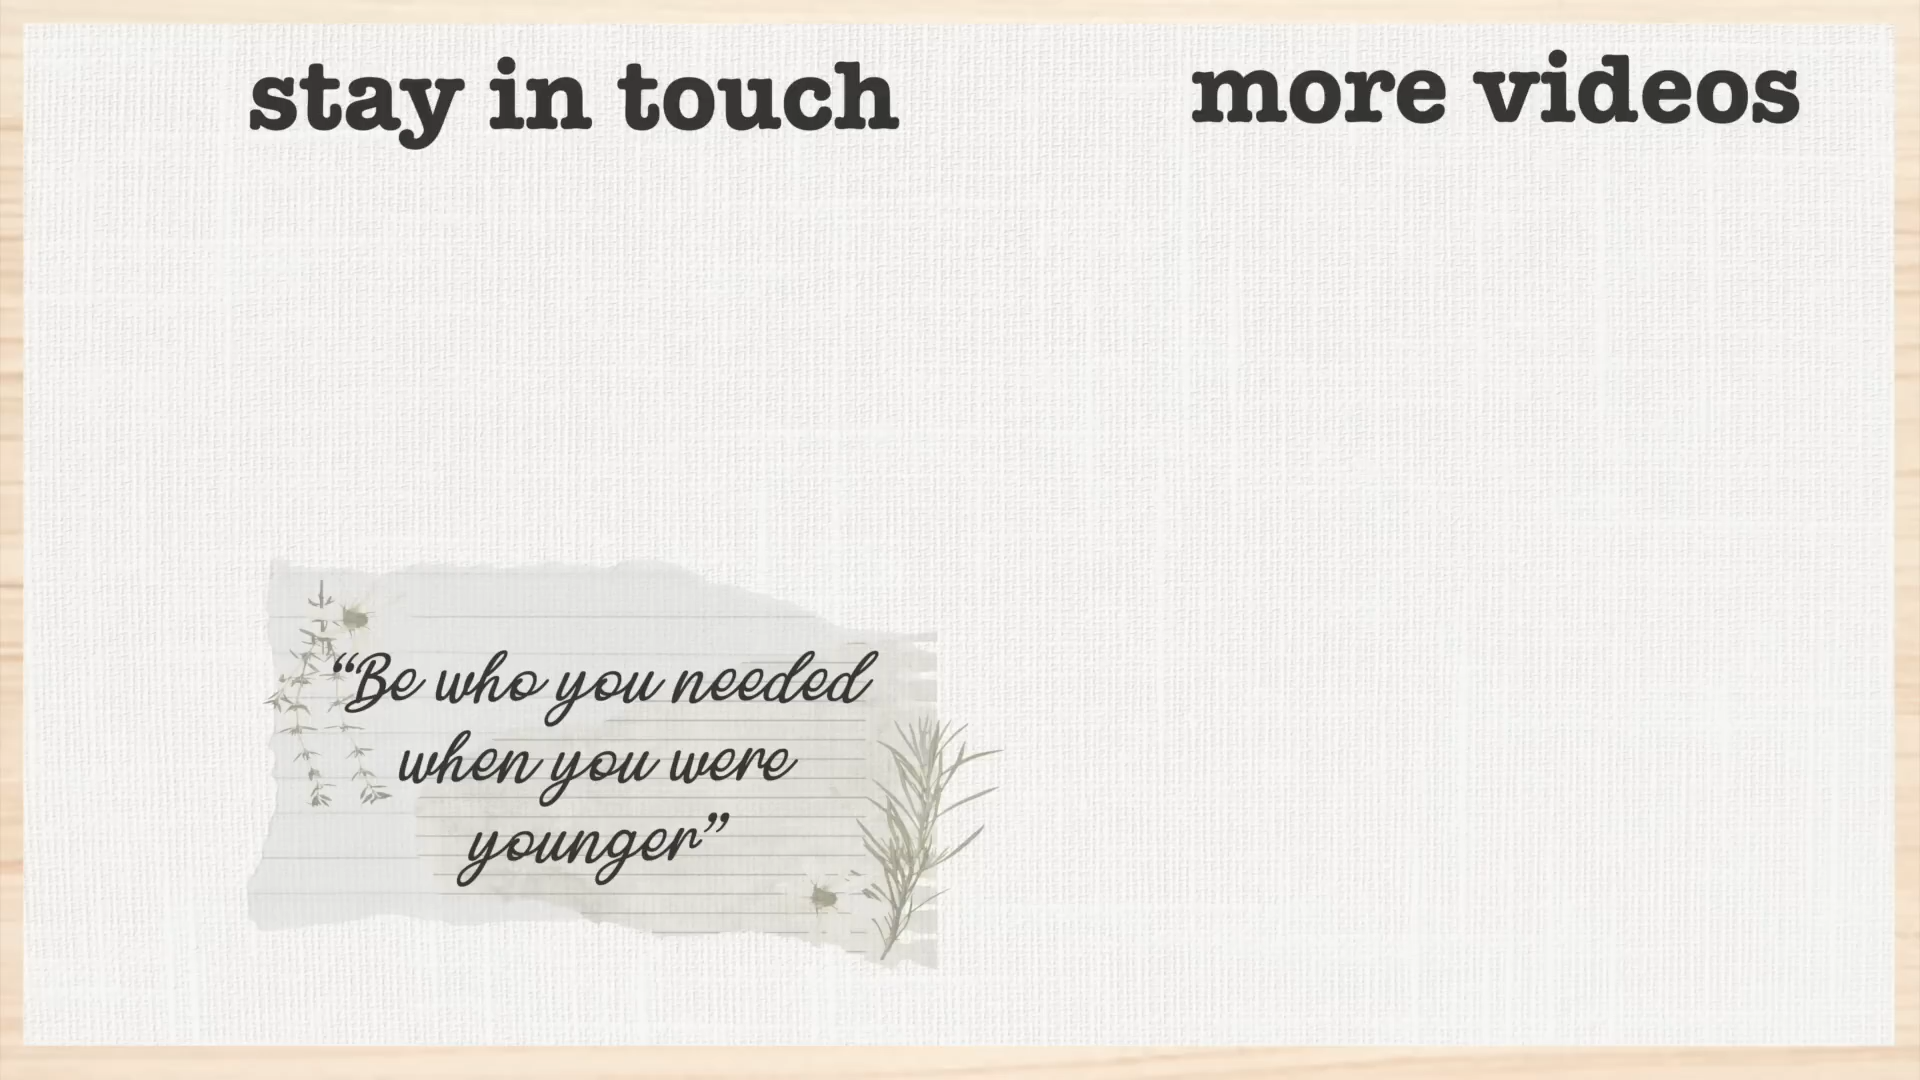 stay in touch
more videos
“Be who you needed
when you were
younger”